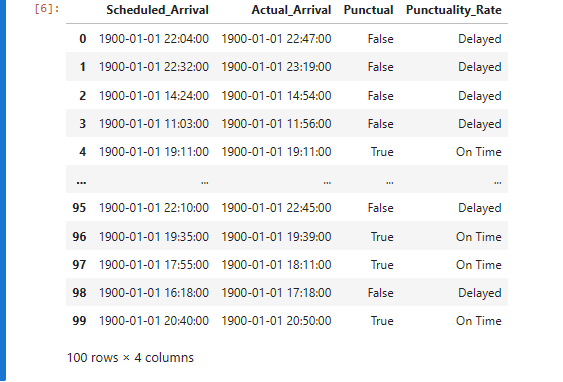 [6]: Scheduled_Arrival Actual_Arrival Punctual Punctuality_Rate
0 1900-01-01 22:04:00 1900-01-01 22:47:00 False Delayed
1 1900-01-01 22:32:00 1900-01-01 23:19:00 False Delayed
2 1900-01-01 14:24:00 1900-01-01 14:54:00 False Delayed
3 1900-01-01 11:03:00 1900-01-01 11:56:00 False Delayed
4 1900-01-01 19:11:00 1900-01-01 19:11:00 True On Time
... ... ... ... ...
95 1900-01-01 22:10:00 1900-01-01 22:45:00 False Delayed
96 1900-01-01 19:35:00 1900-01-01 19:39:00 True On Time
97 1900-01-01 17:55:00 1900-01-01 18:11:00 True On Time
98 1900-01-01 16:18:00 1900-01-01 17:18:00 False Delayed
99 1900-01-01 20:40:00 1900-01-01 20:50:00 True On Time
100 rows × 4 columns